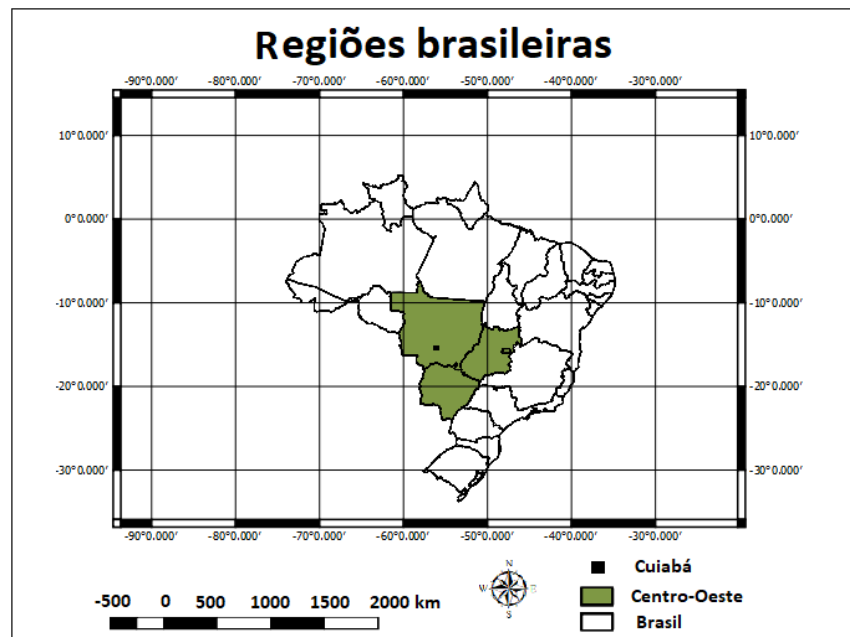 Regiões brasileiras
-90°0.000′ -80°0.000′ -70°0.000′ -60°0.000′ -50°0.000′ -40°0.000′ -30°0.000′
10°0.000′ 10°0.000′
0°0.000′ 0°0.000′
-10°0.000′ -10°0.000′
-20°0.000′ -20°0.000′
-30°0.000′ -30°0.000′
-90°0.000′ -80°0.000′ -70°0.000′ -60°0.000′ -50°0.000′ -40°0.000′ -30°0.000′
N
W E
S
Cuiabá
Centro-Oeste
Brasil
-500 0 500 1000 1500 2000 km